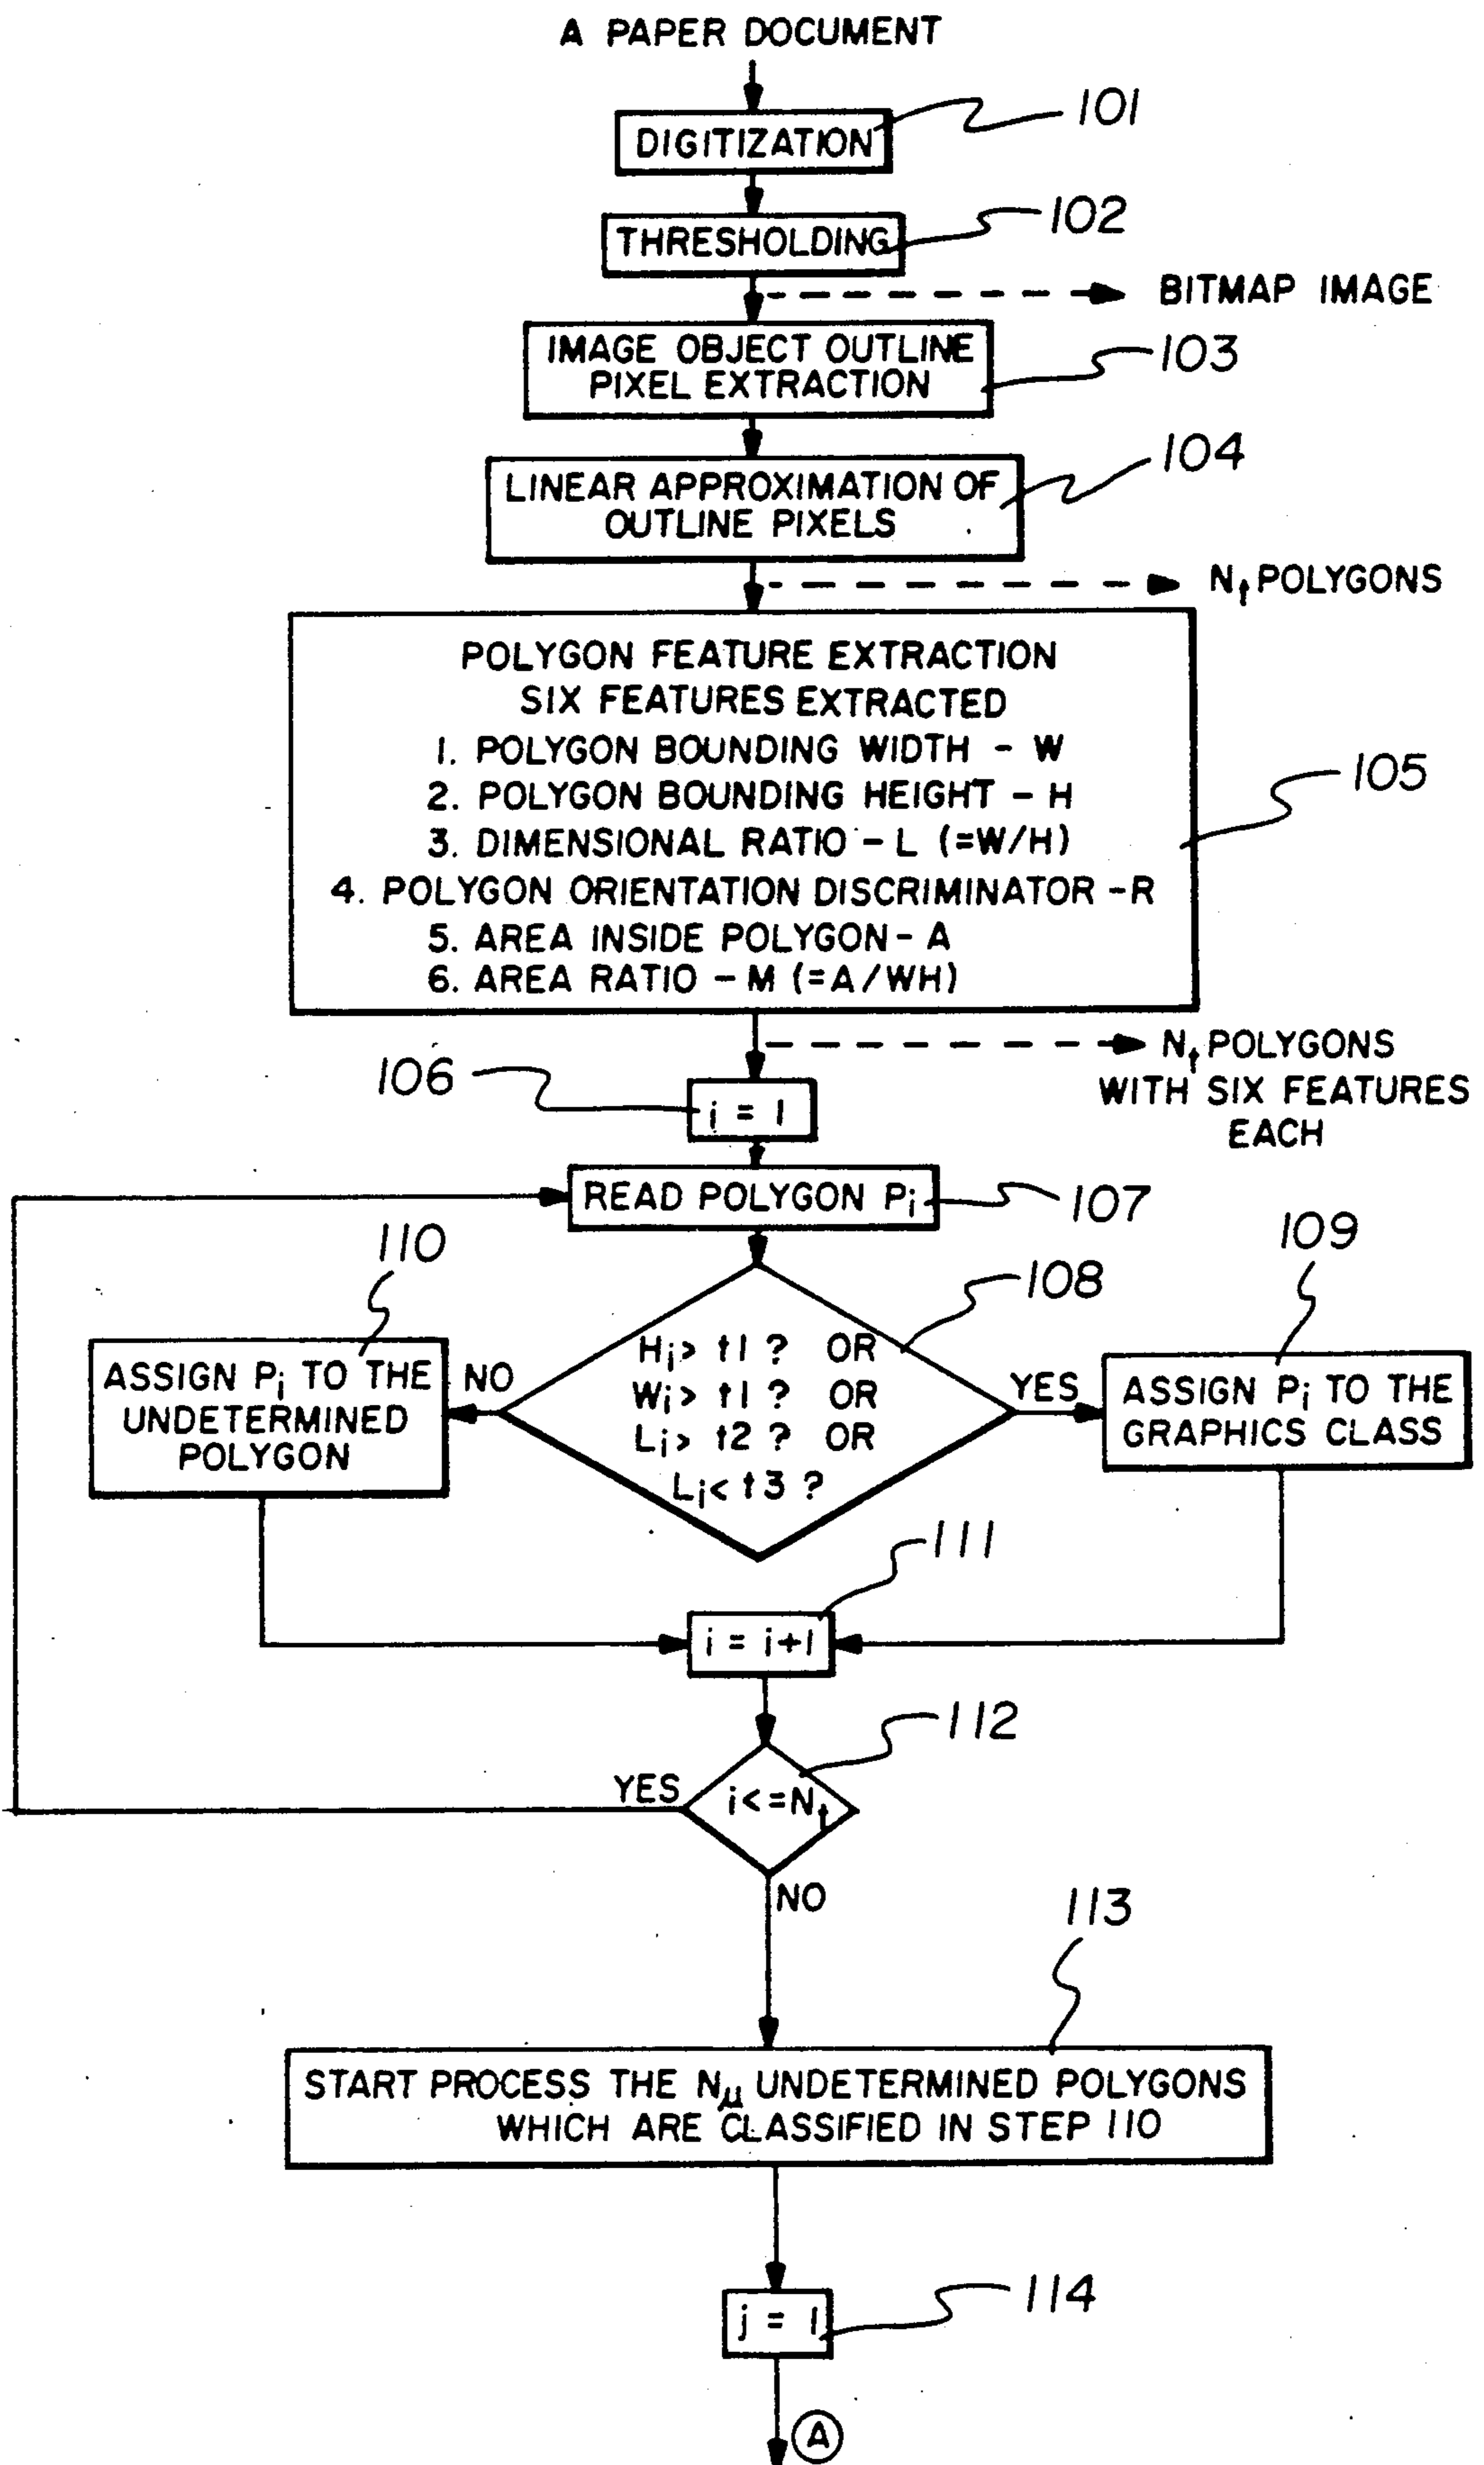 A PAPER DOCUMENT
101
DIGITIZATION
102
THRESHOLDING
BITMAP IMAGE
IMAGE OBJECT OUTLINE
PIXEL EXTRACTION
103
104
LINEAR APPROXIMATION OF
OUTLINE PIXELS
Nt POLYGONS
POLYGON FEATURE EXTRACTION
SIX FEATURES EXTRACTED
1. POLYGON BOUNDING WIDTH - W
2. POLYGON BOUNDING HEIGHT - H
3. DIMENSIONAL RATIO - L (=W/H)
4. POLYGON ORIENTATION DISCRIMINATOR -R
5. AREA INSIDE POLYGON- A
6. AREA RATIO - M (=A/WH)
105
Nt POLYGONS
WITH SIX FEATURES
EACH
106
i = 1
READ POLYGON Pi
107
110
109
108
Hi> t1 ? OR
Wi> t1 ? OR
Li> t2 ? OR
Li< t3 ?
NO
ASSIGN Pi TO THE
UNDETERMINED
POLYGON
YES
ASSIGN Pi TO THE
GRAPHICS CLASS
111
i = i+1
112
YES
i<=Nt
NO
113
START PROCESS THE Nμ UNDETERMINED POLYGONS
WHICH ARE CLASSIFIED IN STEP 110
114
j = 1
A